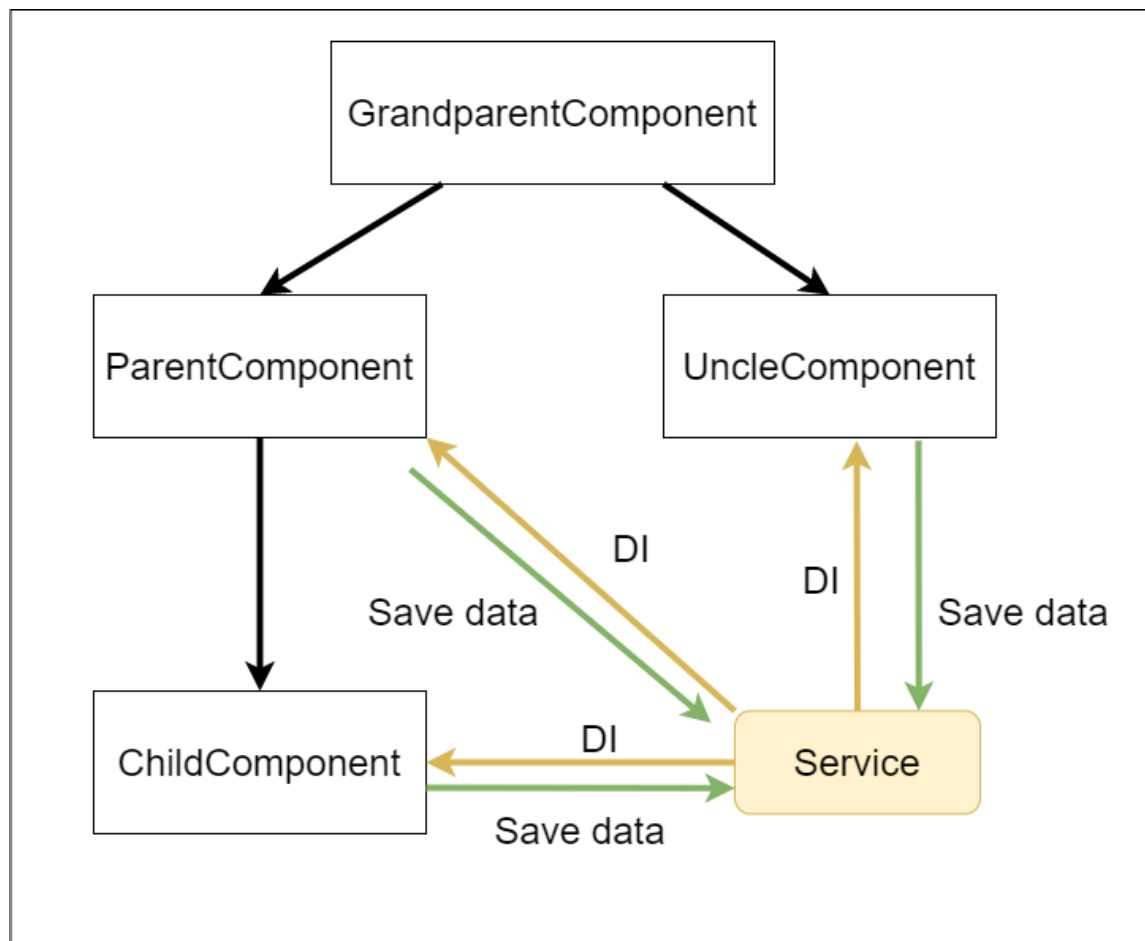 GrandparentComponent
ParentComponent
UncleComponent
DI
DI
Save data
Save data
DI
ChildComponent
Service
Save data